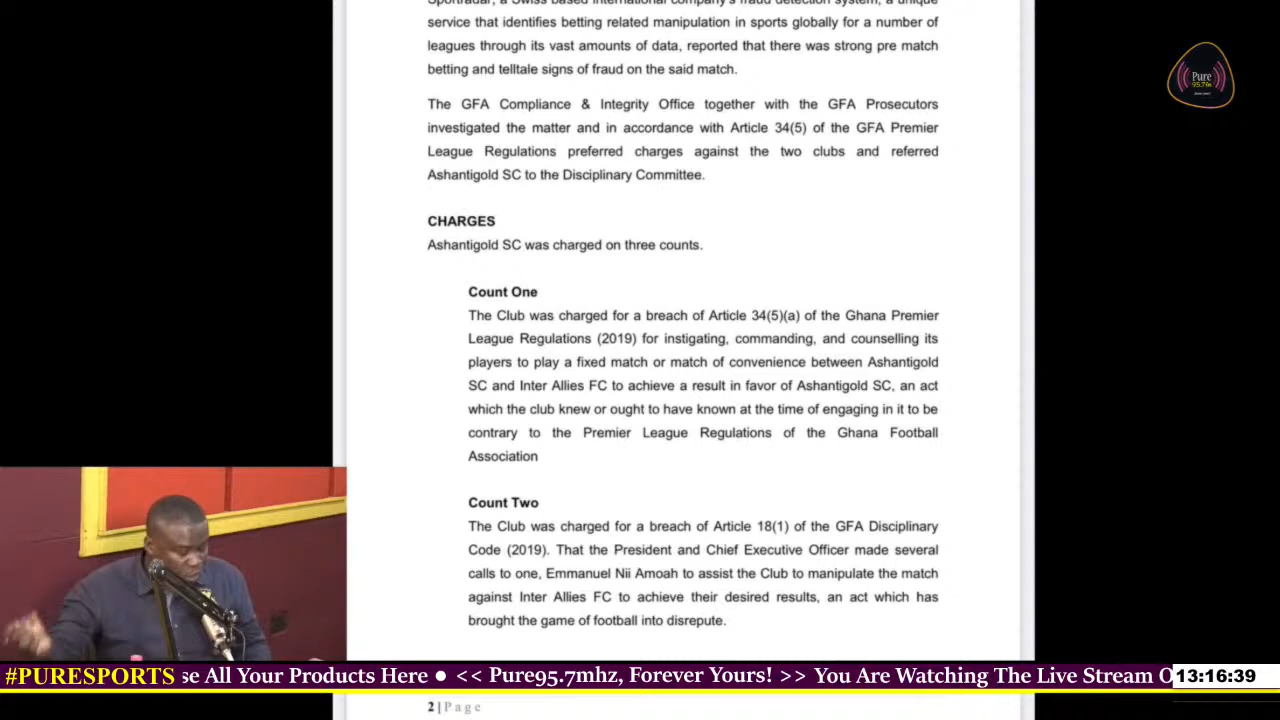 Sportradar, a Swiss based international company's fraud detection system, a unique
service that identifies betting related manipulation in sports globally for a number of
leagues through its vast amounts of data, reported that there was strong pre match
betting and telltale signs of fraud on the said match.
The GFA Compliance & Integrity Office together with the GFA Prosecutors
investigated the matter and in accordance with Article 34(5) of the GFA Premier
League Regulations preferred charges against the two clubs and referred
Ashantigold SC to the Disciplinary Committee.
CHARGES
Ashantigold SC was charged on three counts.
Count One
The Club was charged for a breach of Article 34(5)(a) of the Ghana Premier
League Regulations (2019) for instigating, commanding, and counselling its
players to play a fixed match or match of convenience between Ashantigold
SC and Inter Allies FC to achieve a result in favor of Ashantigold SC, an act
which the club knew or ought to have known at the time of engaging in it to be
contrary to the Premier League Regulations of the Ghana Football
Association
Count Two
The Club was charged for a breach of Article 18(1) of the GFA Disciplinary
Code (2019). That the President and Chief Executive Officer made several
calls to one, Emmanuel Nii Amoah to assist the Club to manipulate the match
against Inter Allies FC to achieve their desired results, an act which has
brought the game of football into disrepute.
2 | Page
Pure
95.7fm
#PURESPORTS se All Your Products Here ● << Pure95.7mhz, Forever Yours! >> You Are Watching The Live Stream O 13:16:39